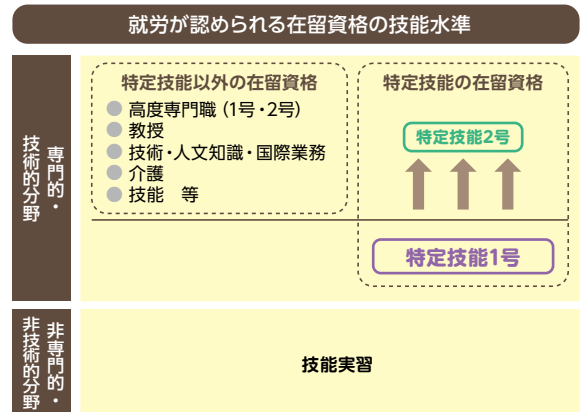 就労が認められる在留資格の技能水準
専門的・
技術的分野
特定技能以外の在留資格
高度専門職（1号・2号）
教授
技術・人文知識・国際業務
介護
技能　等
特定技能の在留資格
特定技能2号
特定技能1号
非専門的・
非技術的分野
技能実習